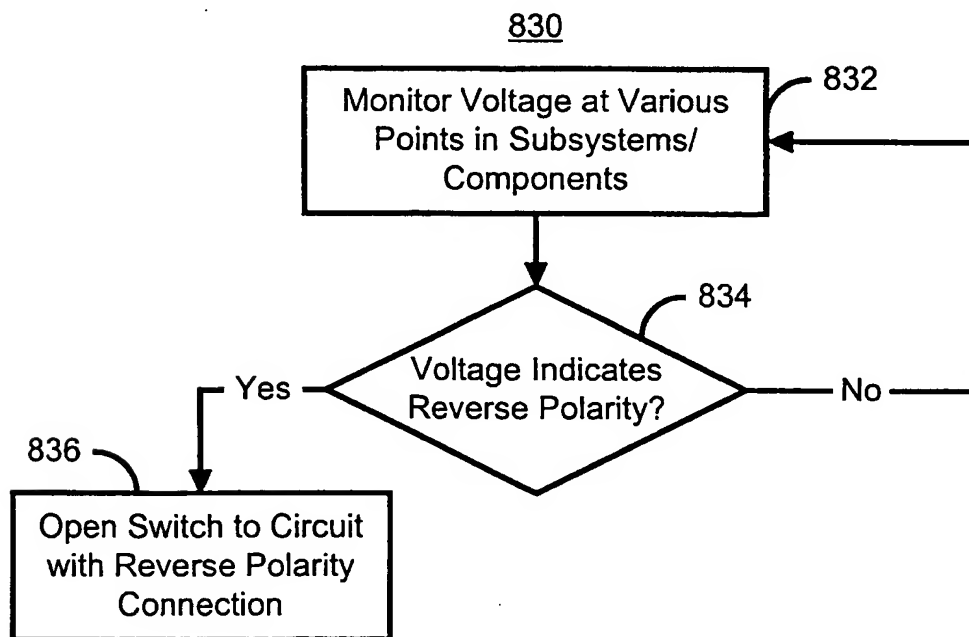 830
832
Monitor Voltage at Various
Points in Subsystems/
Components
834
Voltage Indicates
Reverse Polarity?
Yes
No
836
Open Switch to Circuit
with Reverse Polarity
Connection